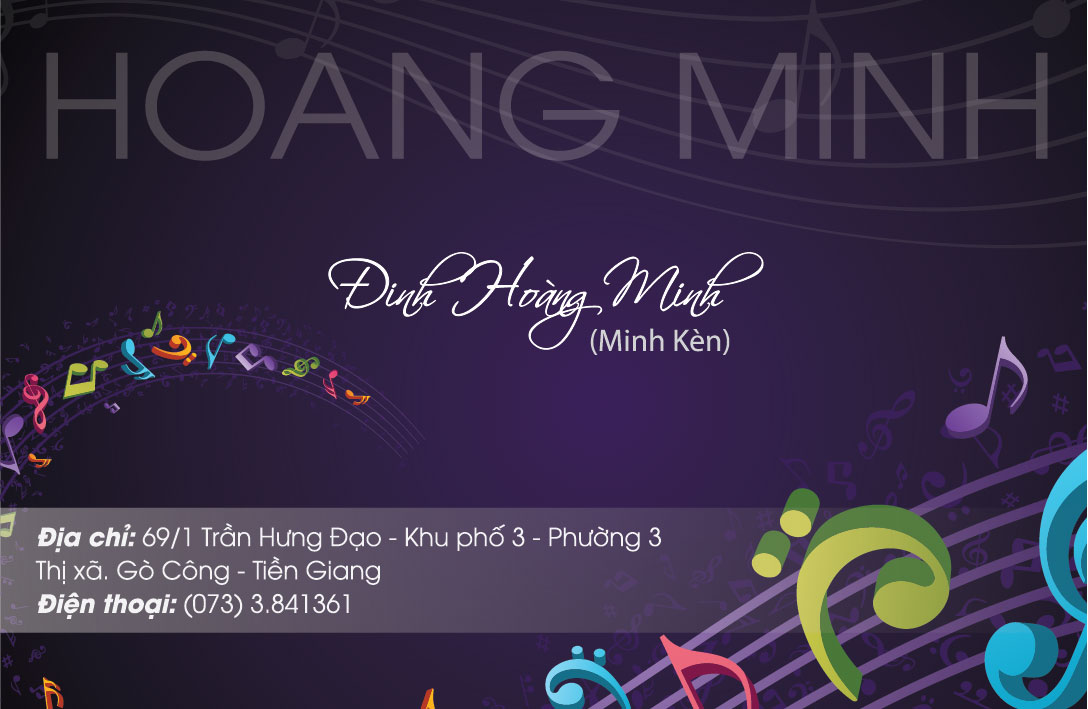 HOANG MINH
Đinh Hoàng Minh
(Minh Kèn)
Địa chỉ: 69/1 Trần Hưng Đạo - Khu phố 3 - Phường 3
Thị xã. Gò Công - Tiền Giang
Điện thoại: (073) 3.841361